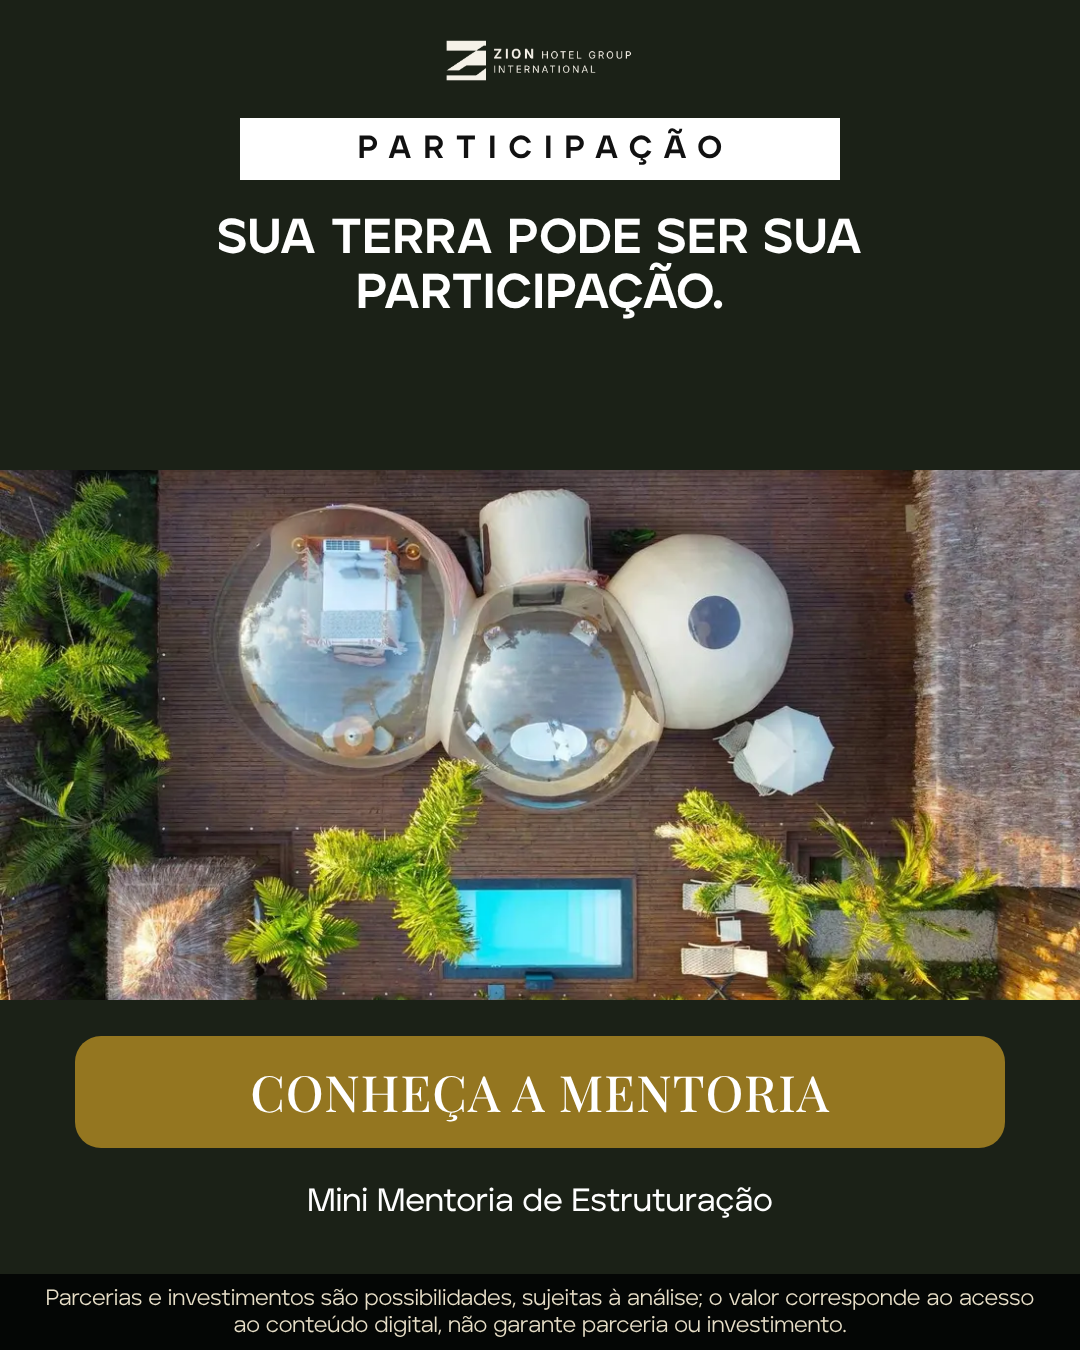 ZION HOTEL GROUP
INTERNATIONAL
PARTICIPAÇÃO
SUA TERRA PODE SER SUA
PARTICIPAÇÃO.
CONHEÇA A MENTORIA
Mini Mentoria de Estruturação
Parcerias e investimentos são possibilidades, sujeitas à análise; o valor corresponde ao acesso
ao conteúdo digital, não garante parceria ou investimento.